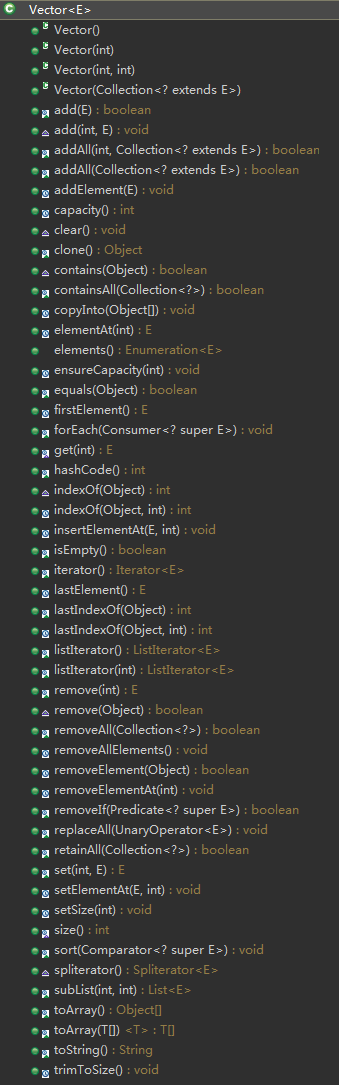 Vector<E>
Vector()
Vector(int)
Vector(int, int)
Vector(Collection<? extends E>)
add(E) : boolean
add(int, E) : void
addAll(int, Collection<? extends E>) : boolean
addAll(Collection<? extends E>) : boolean
addElement(E) : void
capacity() : int
clear() : void
clone() : Object
contains(Object) : boolean
containsAll(Collection<?>) : boolean
copyInto(Object[]) : void
elementAt(int) : E
elements() : Enumeration<E>
ensureCapacity(int) : void
equals(Object) : boolean
firstElement() : E
forEach(Consumer<? super E>) : void
get(int) : E
hashCode() : int
indexOf(Object) : int
indexOf(Object, int) : int
insertElementAt(E, int) : void
isEmpty() : boolean
iterator() : Iterator<E>
lastElement() : E
lastIndexOf(Object) : int
lastIndexOf(Object, int) : int
listIterator() : ListIterator<E>
listIterator(int) : ListIterator<E>
remove(int) : E
remove(Object) : boolean
removeAll(Collection<?>) : boolean
removeAllElements() : void
removeElement(Object) : boolean
removeElementAt(int) : void
removeIf(Predicate<? super E>) : boolean
replaceAll(UnaryOperator<E>) : void
retainAll(Collection<?>) : boolean
set(int, E) : E
setElementAt(E, int) : void
setSize(int) : void
size() : int
sort(Comparator<? super E>) : void
spliterator() : Spliterator<E>
subList(int, int) : List<E>
toArray() : Object[]
toArray(T[]) <T> : T[]
toString() : String
trimToSize() : void